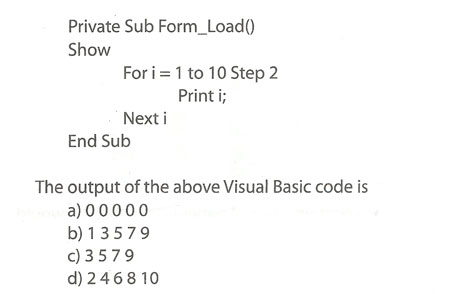 Private Sub Form_Load()
Show
For i = 1 to 10 Step 2
Print i;
Next i
End Sub
The output of the above Visual Basic code is
a) 0 0 0 0 0
b) 1 3 5 7 9
c) 3 5 7 9
d) 2 4 6 8 10